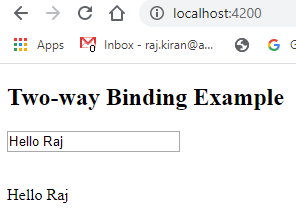 localhost:4200
Apps Inbox - raj.kiran@a...
Two-way Binding Example
Hello Raj
Hello Raj